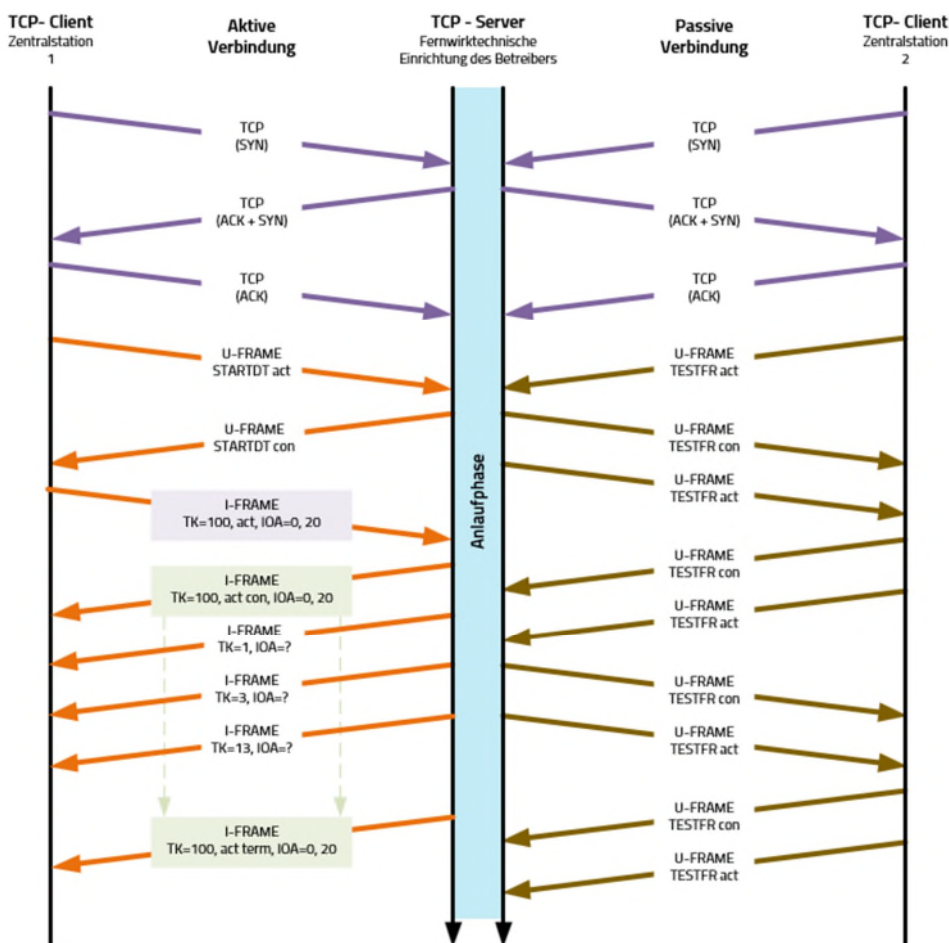 TCP- Client
Zentralstation
1
Aktive
Verbindung
TCP - Server
Fernwirktechnische
Einrichtung des Betreibers
Passive
Verbindung
TCP- Client
Zentralstation
2
TCP
(SYN)
TCP
(SYN)
TCP
(ACK + SYN)
TCP
(ACK + SYN)
TCP
(ACK)
TCP
(ACK)
U-FRAME
STARTDT act
U-FRAME
TESTFR act
U-FRAME
STARTDT con
U-FRAME
TESTFR con
Anlaufphase
I-FRAME
TK=100, act, IOA=0, 20
U-FRAME
TESTFR act
I-FRAME
TK=100, act con, IOA=0, 20
U-FRAME
TESTFR con
I-FRAME
TK=1, IOA=?
U-FRAME
TESTFR act
I-FRAME
TK=3, IOA=?
U-FRAME
TESTFR con
I-FRAME
TK=13, IOA=?
U-FRAME
TESTFR act
I-FRAME
TK=100, act term, IOA=0, 20
U-FRAME
TESTFR con
U-FRAME
TESTFR act